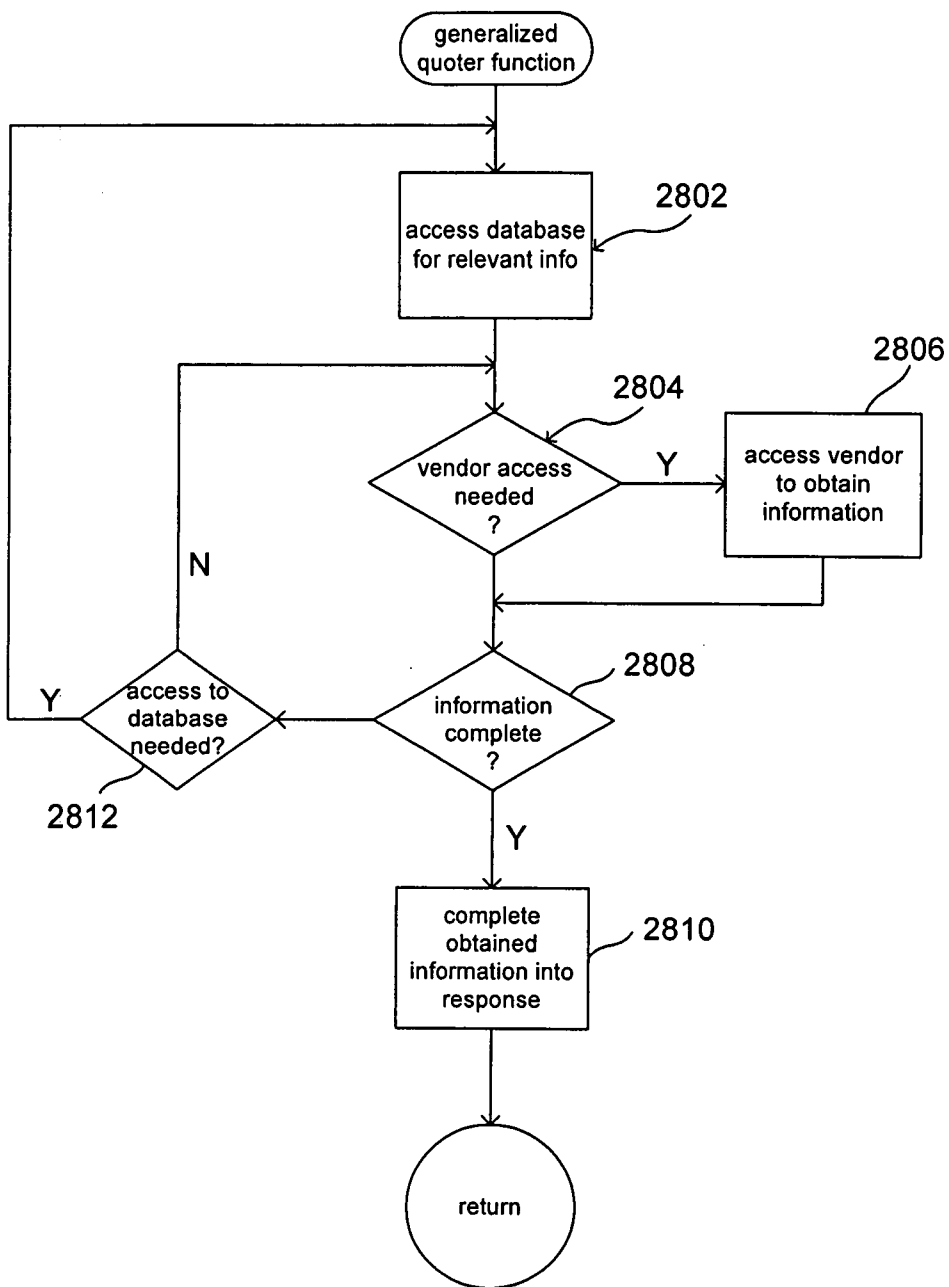 generalized
quoter function
2802
access database
for relevant info
2806
2804
vendor access
needed
?
Y
access vendor
to obtain
information
N
2808
Y
access to
database
needed?
information
complete
?
2812
Y
complete
obtained
information into
response
2810
return